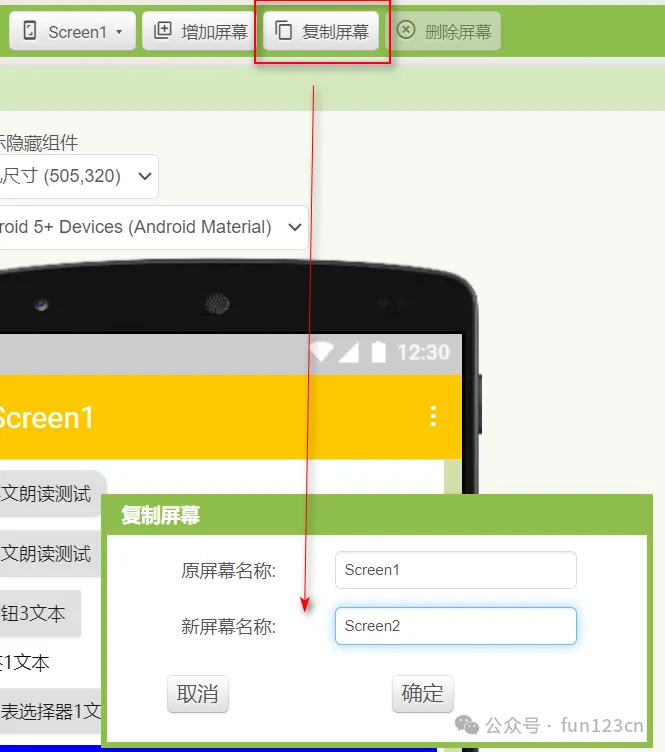 Screen1
增加屏幕
复制屏幕
删除屏幕
示隐藏组件
尺寸 (505,320)
roid 5+ Devices (Android Material)
12:30
Screen1
文朗读测试
文朗读测试
钮3文本
签1文本
表选择器1文
复制屏幕
原屏幕名称:
Screen1
新屏幕名称:
Screen2
取消
确定
公众号 · fun123cn